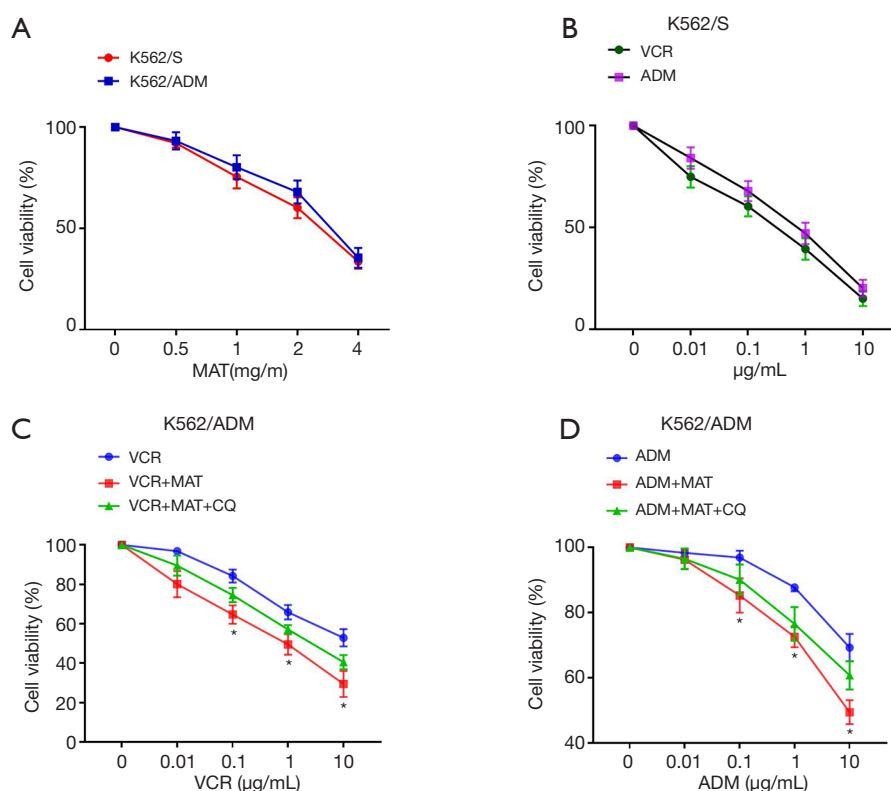 A
K562/S
K562/ADM
100
50
0
Cell viability (%)
0 0.5 1 2 4
MAT(mg/m)
B
K562/S
VCR
ADM
100
50
0
Cell viability (%)
0 0.01 0.1 1 10
µg/mL
C
K562/ADM
VCR
VCR+MAT
VCR+MAT+CQ
100
80
60
40
20
0
Cell viability (%)
*
*
*
0 0.01 0.1 1 10
VCR (µg/mL)
D
K562/ADM
ADM
ADM+MAT
ADM+MAT+CQ
100
80
60
40
Cell viability (%)
*
*
*
0 0.01 0.1 1 10
ADM (µg/mL)